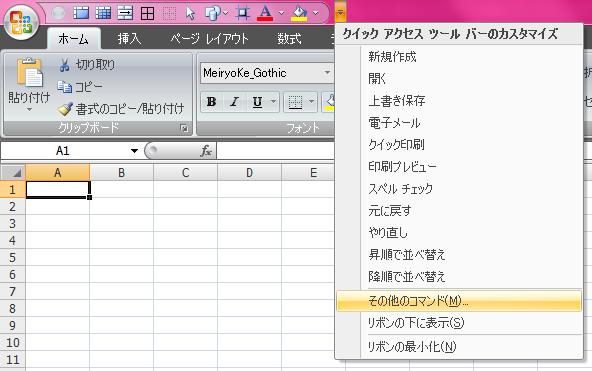 ホーム 挿入 ページ レイアウト 数式
クイック アクセス ツール バーのカスタマイズ
新規作成
開く
上書き保存
電子メール
クイック印刷
印刷プレビュー
スペル チェック
元に戻す
やり直し
昇順で並べ替え
降順で並べ替え
その他のコマンド(M)...
リボンの下に表示(S)
リボンの最小化(N)
貼り付け
切り取り
コピー
書式のコピー/貼り付け
クリップボード
MeiryoKe_Gothic
B I U
フォント
A1 fx
A B C D E
1
2
3
4
5
6
7
8
9
10
11